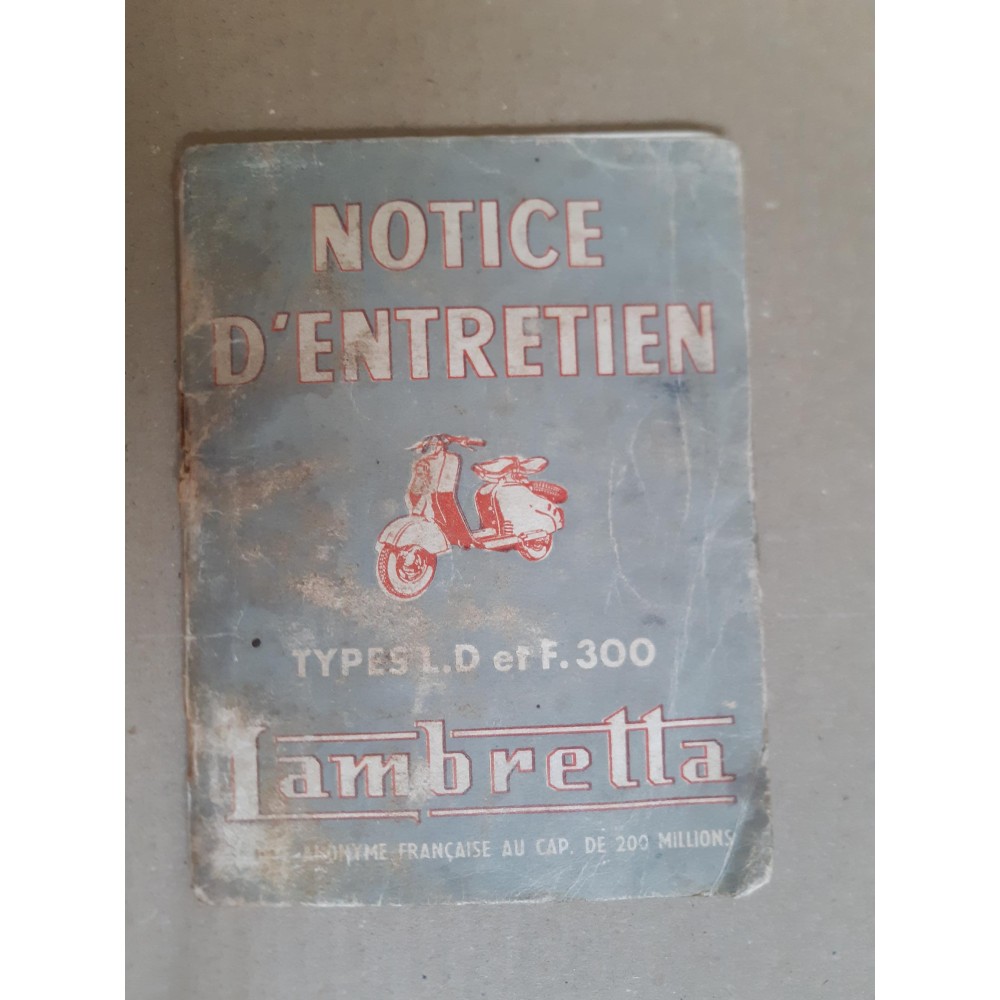 NOTICE
D'ENTRETIEN
TYPES L.D et F. 300
Lambretta
ANONYME FRANÇAISE AU CAP. DE 200 MILLIONS